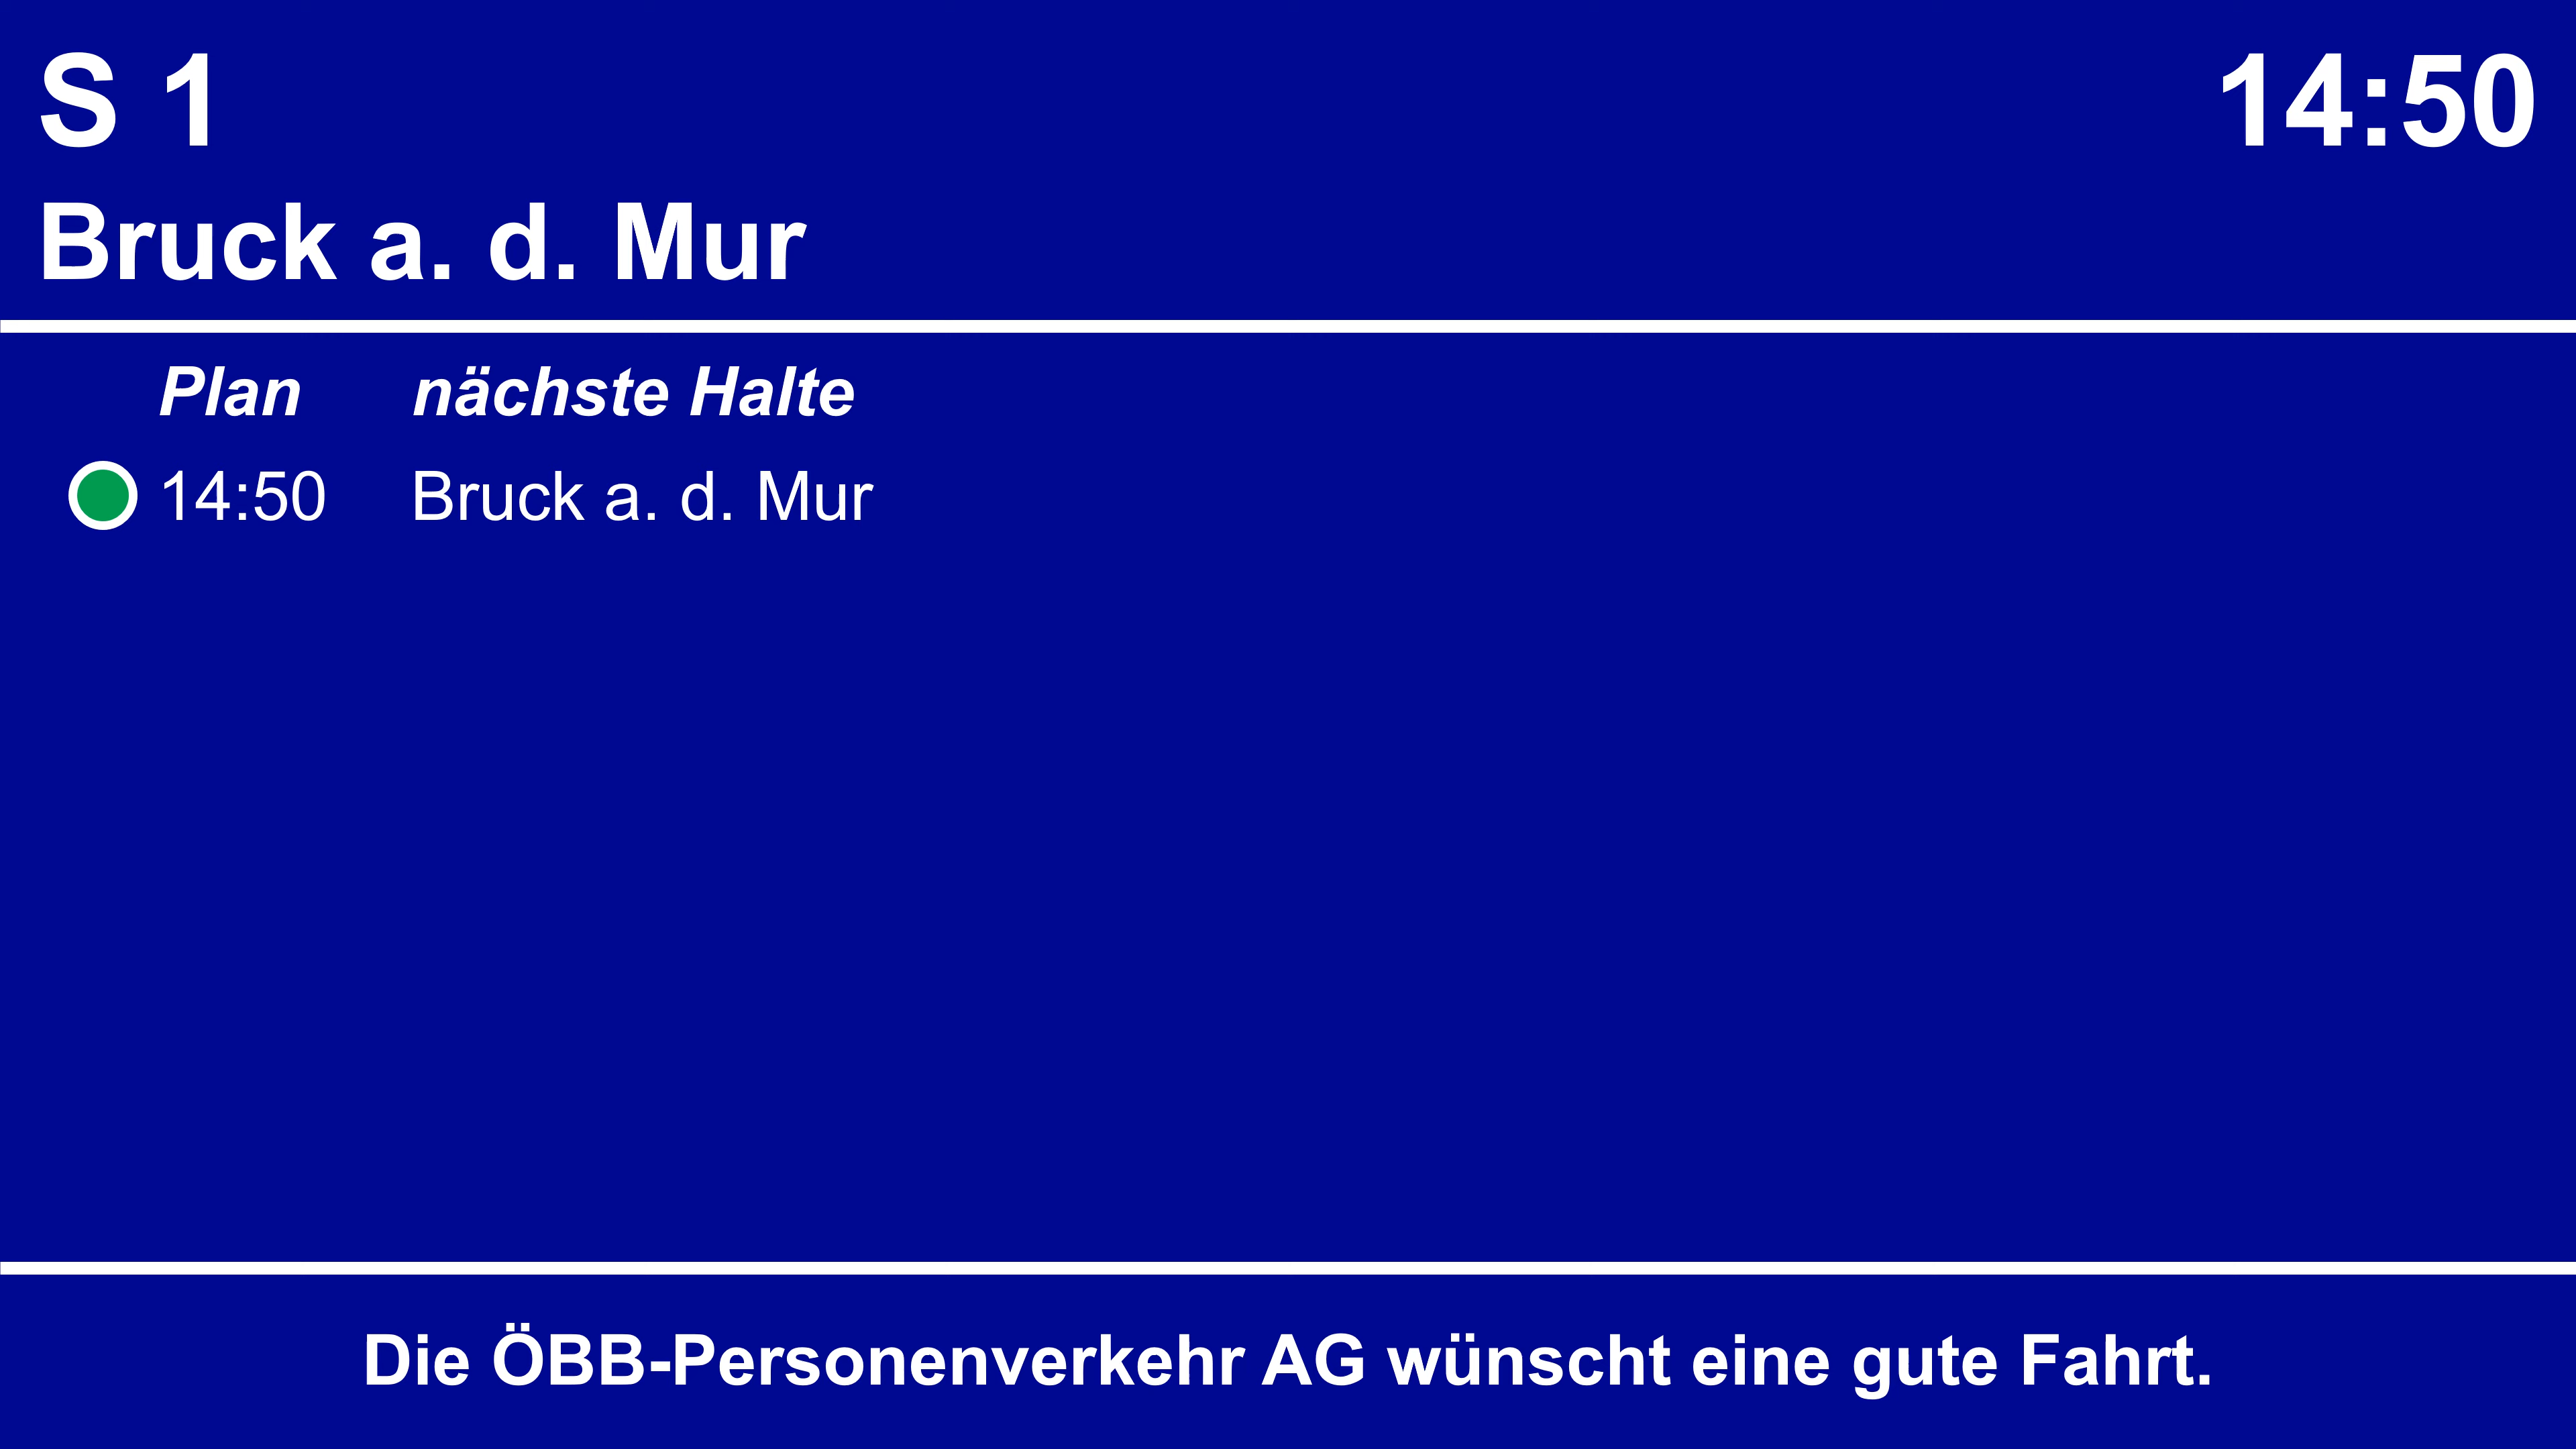 S 1 14:50
Bruck a. d. Mur
Plan nächste Halte
14:50 Bruck a. d. Mur
Die ÖBB-Personenverkehr AG wünscht eine gute Fahrt.